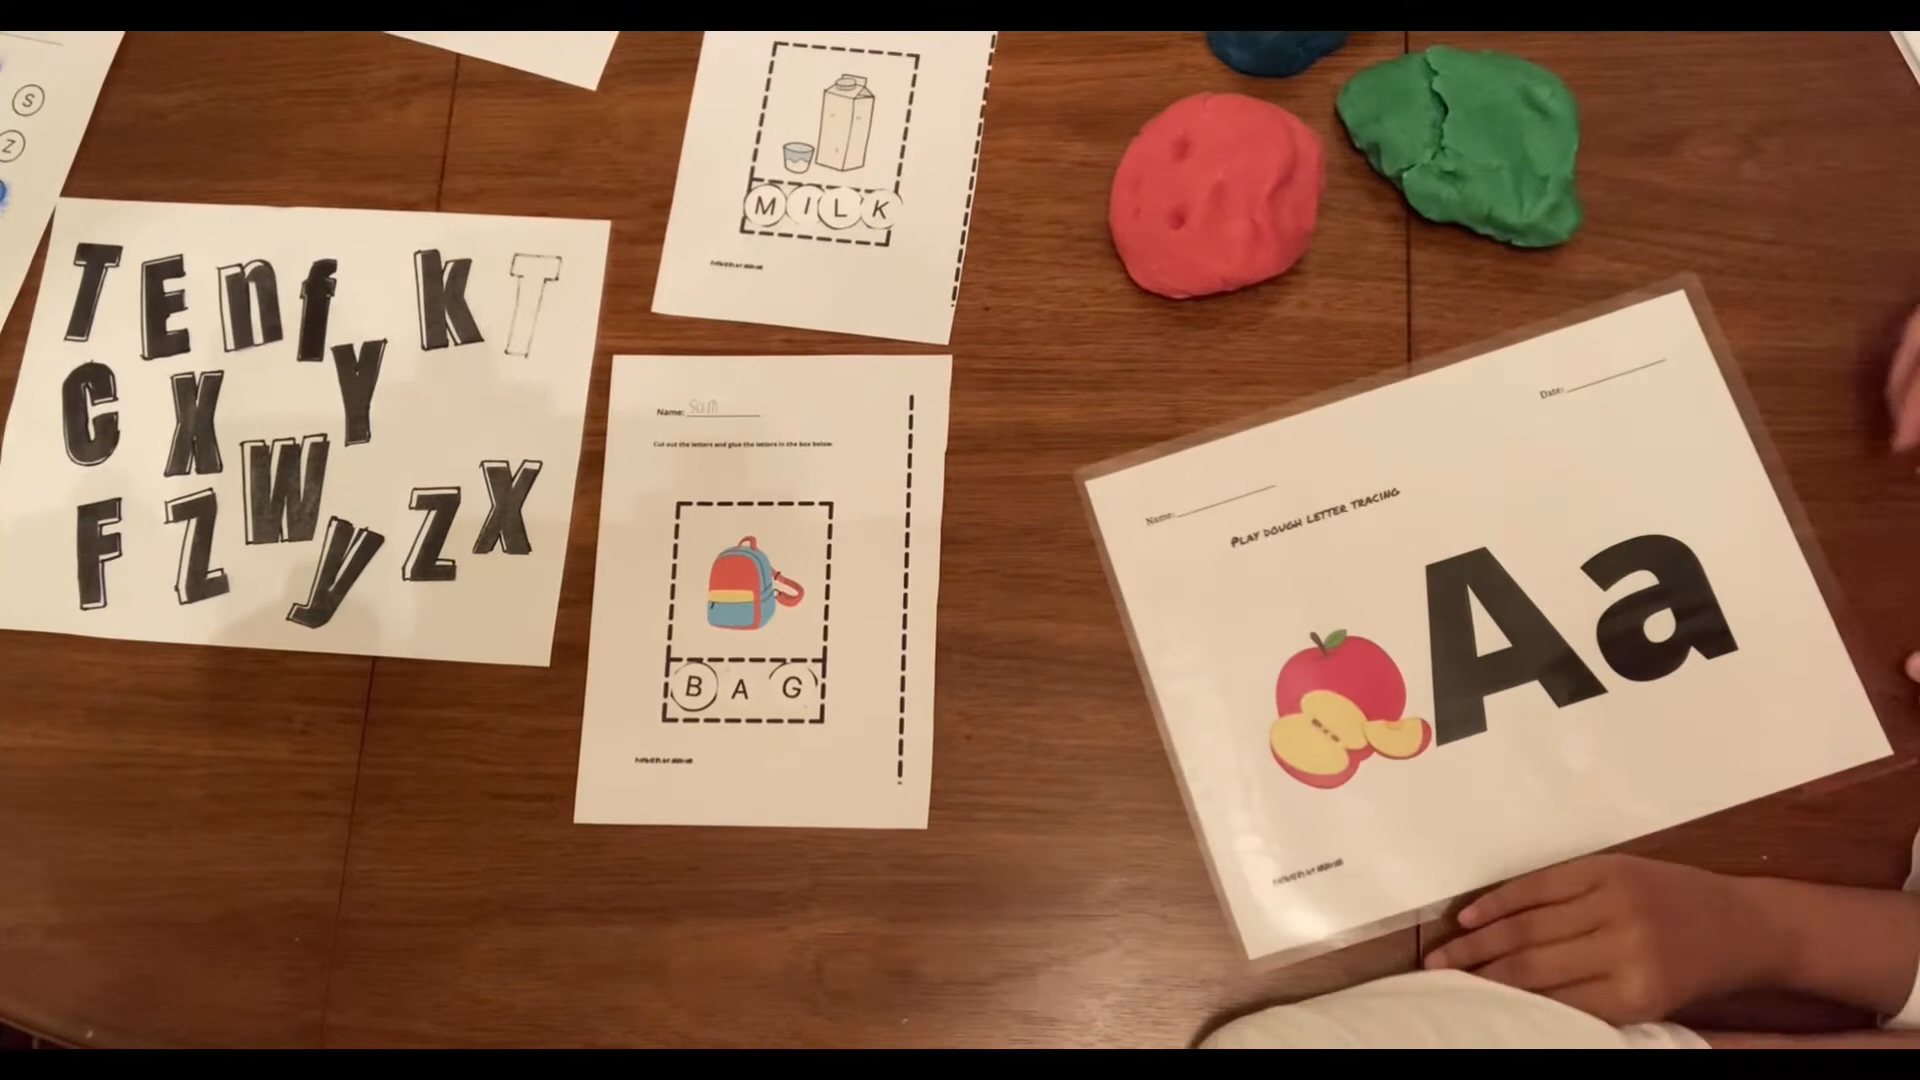 S
Z
T E n f k T
C X Y
W
F Z y Z X
M I L K
Name: Sam
Cut out the letters and glue the letters in the box below.
B A G
Name:
Date:
PLAY DOUGH LETTER TRACING
Aa